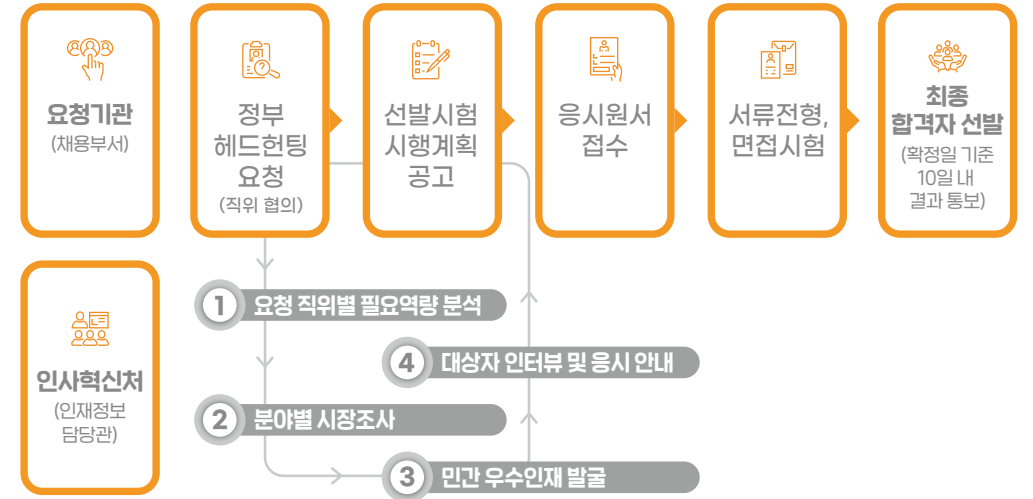 요청기관
(채용부서)
정부
헤드헌팅
요청
(직위 협의)
선발시험
시행계획
공고
응시원서
접수
서류전형,
면접시험
최종
합격자 선발
(확정일 기준
10일 내
결과 통보)
인사혁신처
(인재정보
담당관)
1 요청 직위별 필요역량 분석
2 분야별 시장조사
3 민간 우수인재 발굴
4 대상자 인터뷰 및 응시 안내